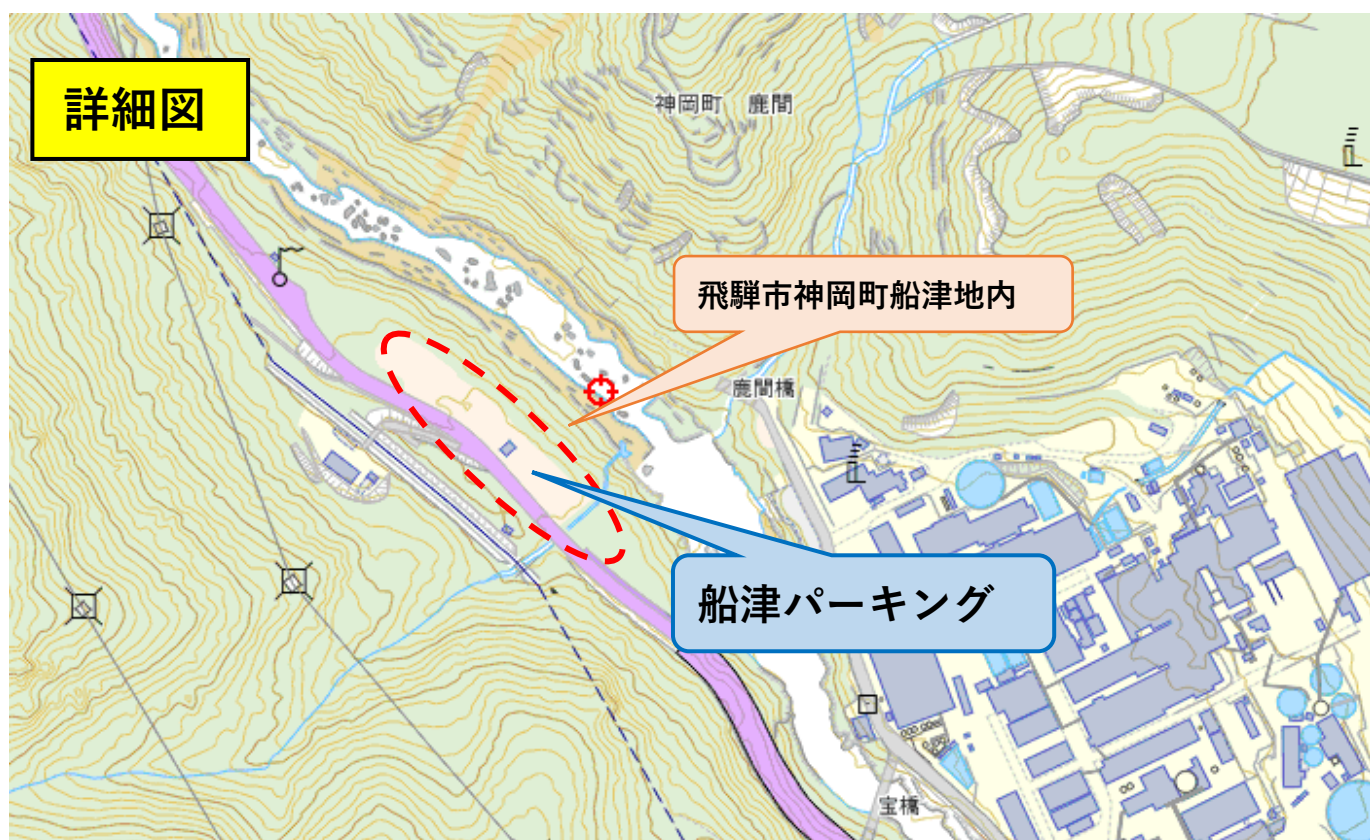 詳細図
神岡町 鹿間
飛騨市神岡町船津地内
鹿間橋
船津パーキング
宝橋